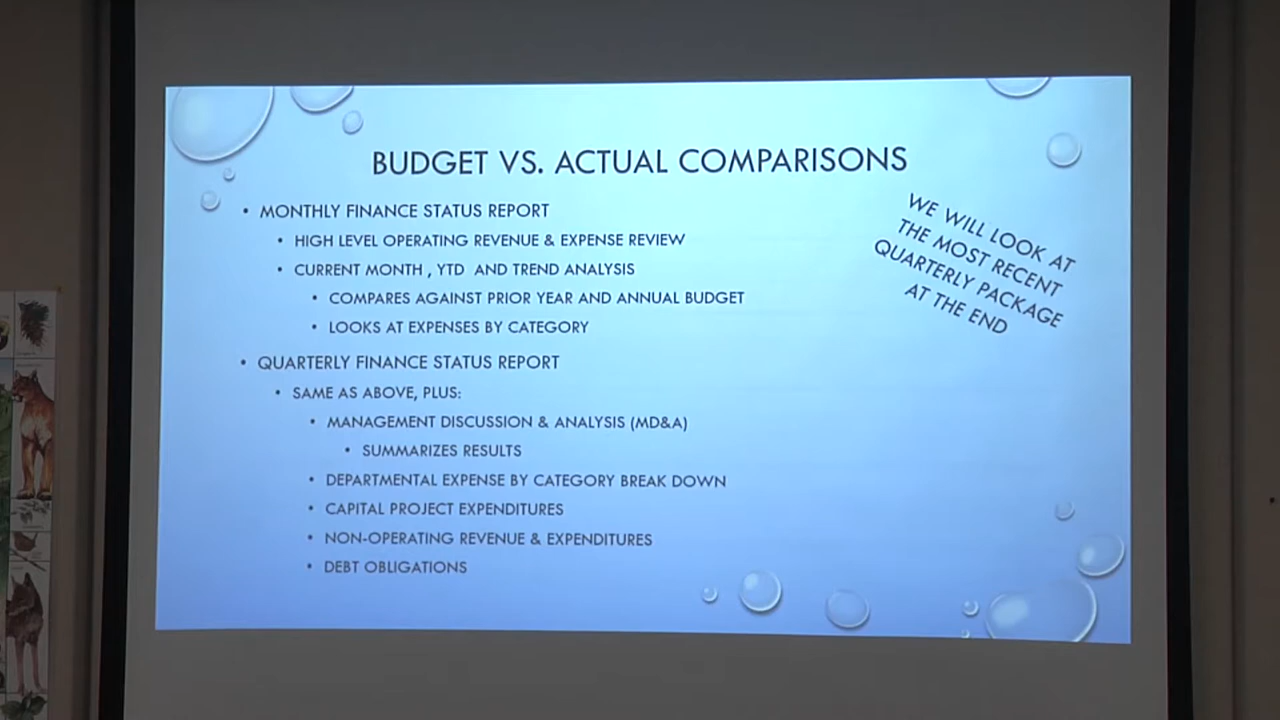 BUDGET VS. ACTUAL COMPARISONS
• MONTHLY FINANCE STATUS REPORT
• HIGH LEVEL OPERATING REVENUE & EXPENSE REVIEW
• CURRENT MONTH , YTD AND TREND ANALYSIS
• COMPARES AGAINST PRIOR YEAR AND ANNUAL BUDGET
• LOOKS AT EXPENSES BY CATEGORY
• QUARTERLY FINANCE STATUS REPORT
• SAME AS ABOVE, PLUS:
• MANAGEMENT DISCUSSION & ANALYSIS (MD&A)
• SUMMARIZES RESULTS
• DEPARTMENTAL EXPENSE BY CATEGORY BREAK DOWN
• CAPITAL PROJECT EXPENDITURES
• NON-OPERATING REVENUE & EXPENDITURES
• DEBT OBLIGATIONS
WE WILL LOOK AT
THE MOST RECENT
QUARTERLY PACKAGE
AT THE END